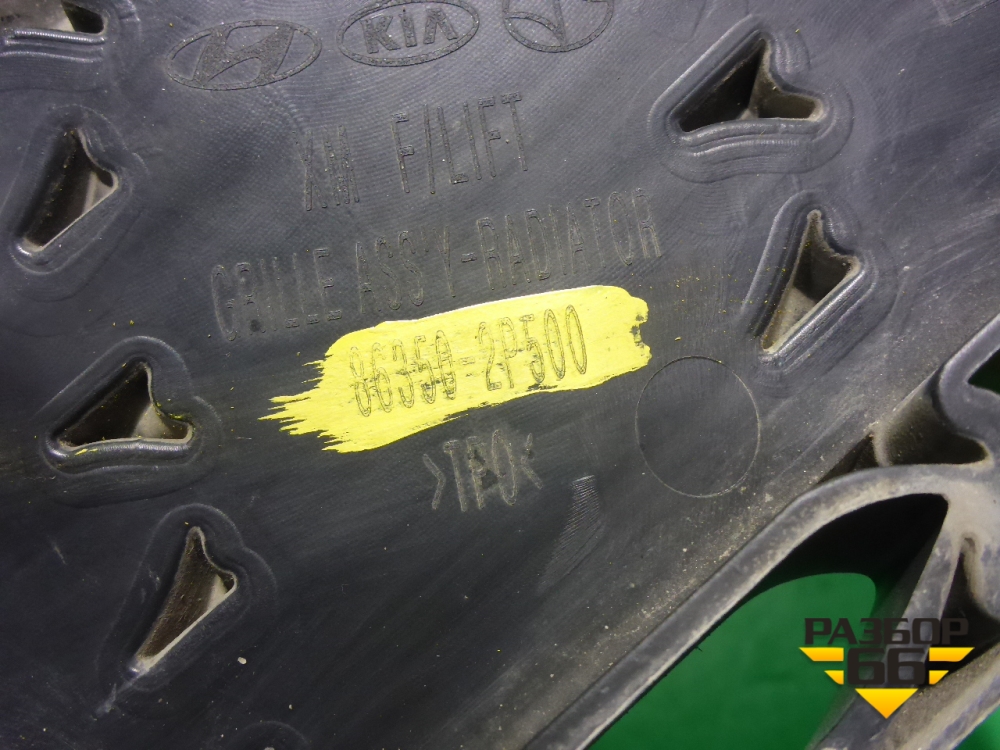 KIA
XM F/LIFT
GRILLE ASS'Y-RADIATOR
86350-2P500
>TPO<
РАЗБОР
66